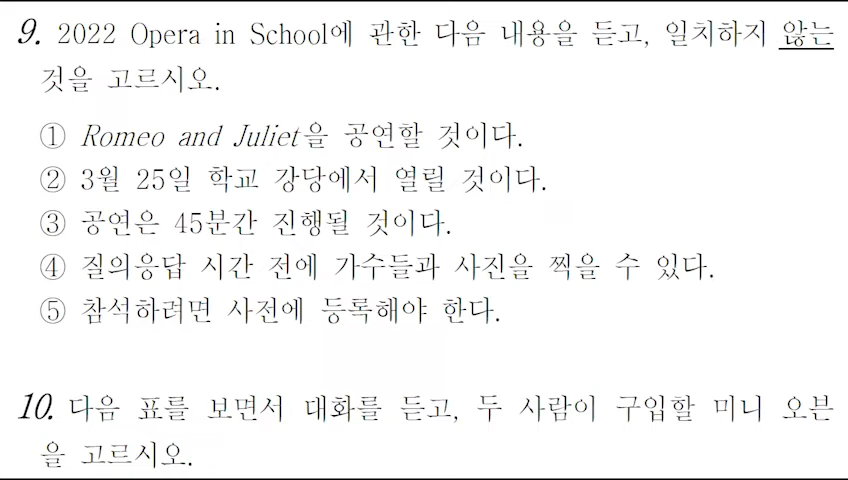 9. 2022 Opera in School에 관한 다음 내용을 듣고, 일치하지 않는
것을 고르시오.
① Romeo and Juliet을 공연할 것이다.
② 3월 25일 학교 강당에서 열릴 것이다.
③ 공연은 45분간 진행될 것이다.
④ 질의응답 시간 전에 가수들과 사진을 찍을 수 있다.
⑤ 참석하려면 사전에 등록해야 한다.
10. 다음 표를 보면서 대화를 듣고, 두 사람이 구입할 미니 오븐
을 고르시오.